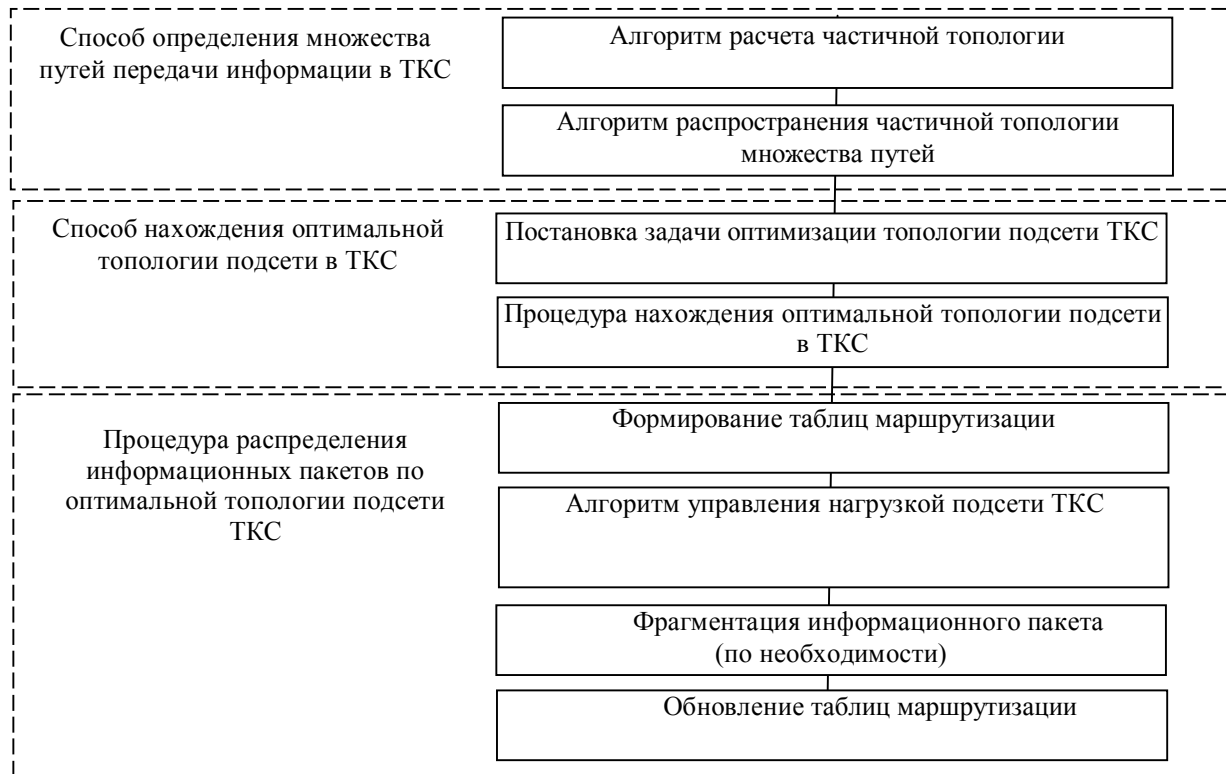 Способ определения множества
путей передачи информации в ТКС
Алгоритм расчета частичной топологии
Алгоритм распространения частичной топологии
множества путей
Способ нахождения оптимальной
топологии подсети в ТКС
Постановка задачи оптимизации топологии подсети ТКС
Процедура нахождения оптимальной топологии подсети
в ТКС
Процедура распределения
информационных пакетов по
оптимальной топологии подсети
ТКС
Формирование таблиц маршрутизации
Алгоритм управления нагрузкой подсети ТКС
Фрагментация информационного пакета
(по необходимости)
Обновление таблиц маршрутизации